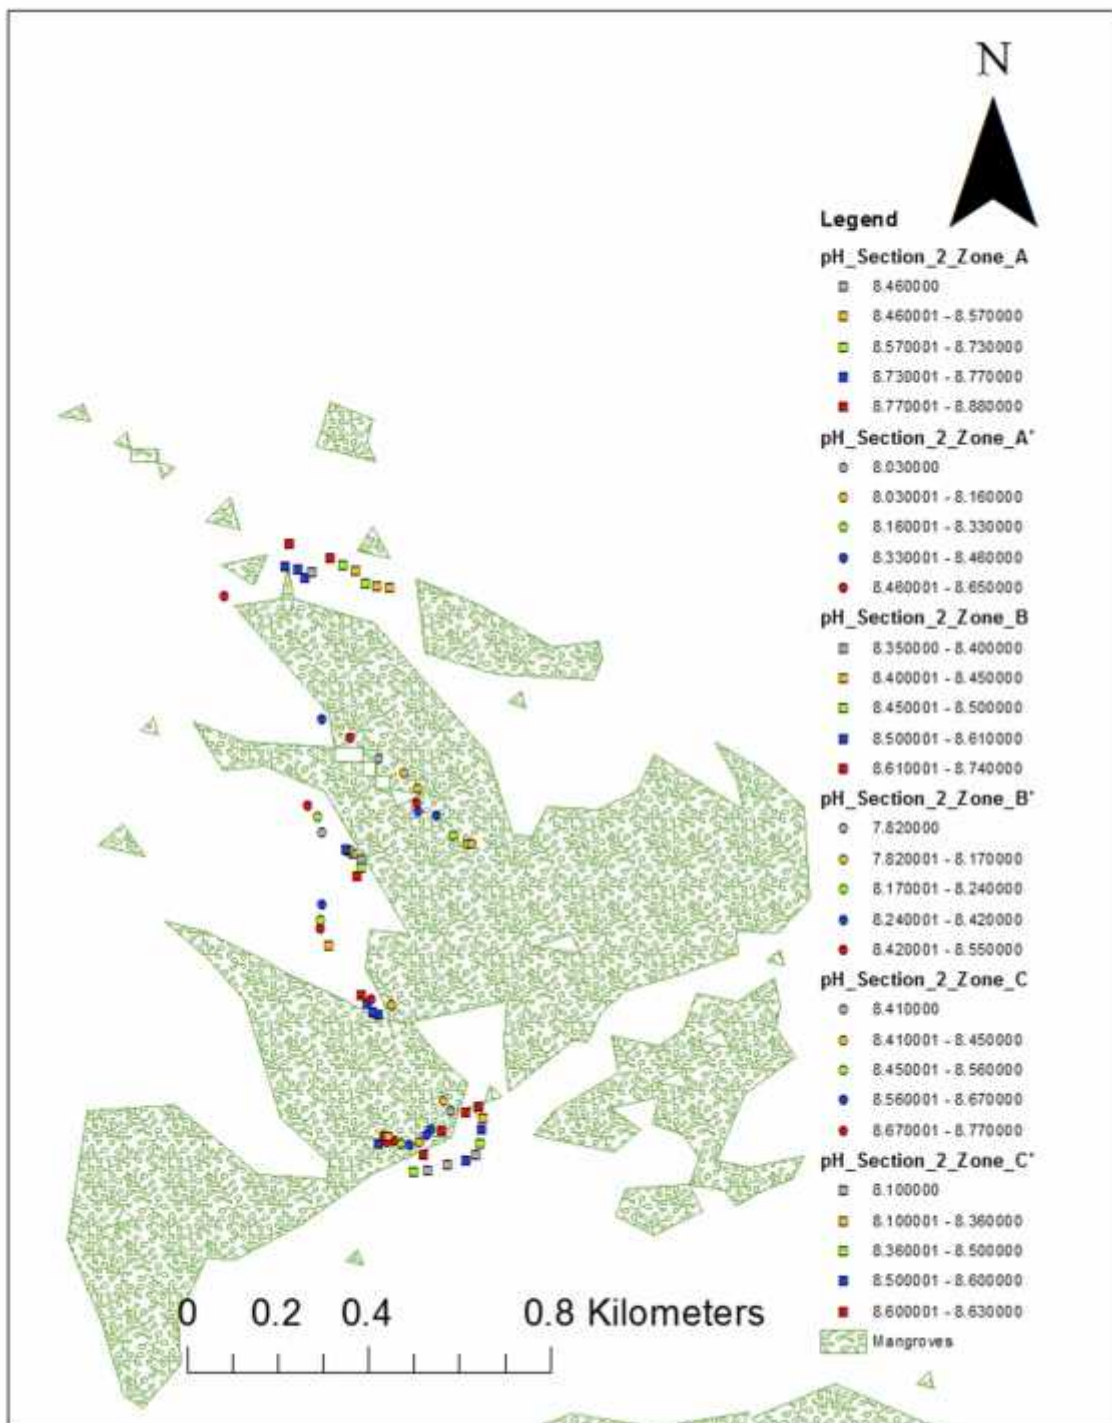 N
Legend
pH_Section_2_Zone_A
8.460000
8.460001 - 8.570000
8.570001 - 8.730000
8.730001 - 8.770000
8.770001 - 8.880000
pH_Section_2_Zone_A'
8.030000
8.030001 - 8.160000
8.160001 - 8.330000
8.330001 - 8.460000
8.460001 - 8.650000
pH_Section_2_Zone_B
8.350000 - 8.400000
8.400001 - 8.450000
8.450001 - 8.500000
8.500001 - 8.610000
8.610001 - 8.740000
pH_Section_2_Zone_B'
7.820000
7.820001 - 8.170000
8.170001 - 8.240000
8.240001 - 8.420000
8.420001 - 8.550000
pH_Section_2_Zone_C
8.410000
8.410001 - 8.450000
8.450001 - 8.560000
8.560001 - 8.670000
8.670001 - 8.770000
pH_Section_2_Zone_C'
8.100000
8.100001 - 8.360000
8.360001 - 8.500000
8.500001 - 8.600000
8.600001 - 8.630000
Mangroves
0 0.2 0.4 0.8 Kilometers